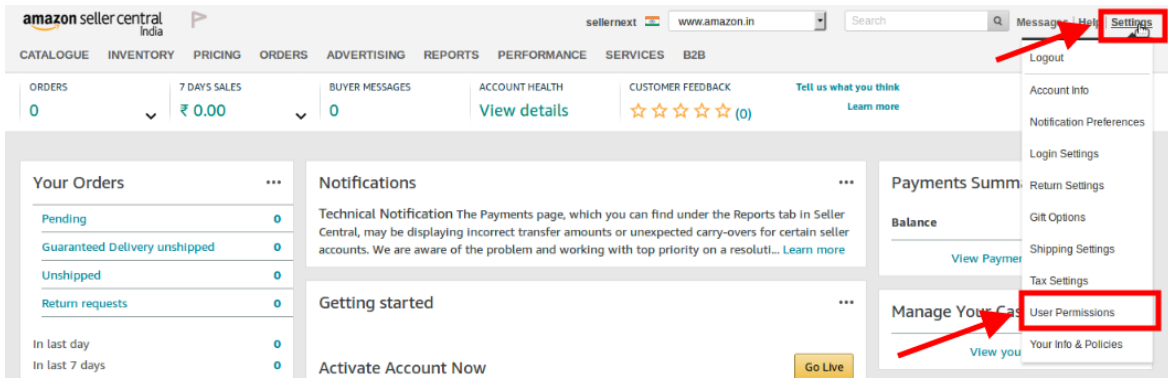 amazon seller central
India
sellernext www.amazon.in Search Messages | Help | Settings
CATALOGUE INVENTORY PRICING ORDERS ADVERTISING REPORTS PERFORMANCE SERVICES B2B
Logout
ORDERS 7 DAYS SALES BUYER MESSAGES ACCOUNT HEALTH CUSTOMER FEEDBACK Tell us what you think
0 ₹ 0.00 0 View details (0) Learn more
Account Info
Notification Preferences
Login Settings
Return Settings
Gift Options
Shipping Settings
Tax Settings
User Permissions
Your Info & Policies
Your Orders
Pending 0
Guaranteed Delivery unshipped 0
Unshipped 0
Return requests 0
In last day 0
In last 7 days 0
Notifications
Technical Notification The Payments page, which you can find under the Reports tab in Seller
Central, may be displaying incorrect transfer amounts or unexpected carry-overs for certain seller
accounts. We are aware of the problem and working with top priority on a resoluti... Learn more
Getting started
Activate Account Now Go Live
Payments Summ
Balance
View Paymen
Manage Your Cas
View you